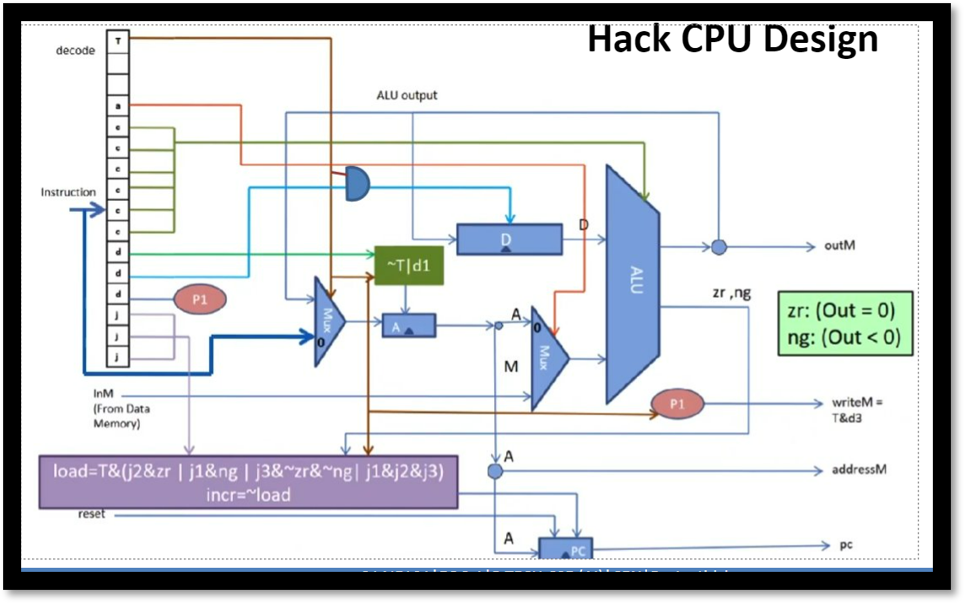 Hack CPU Design
decode
T
a
c
c
c
c
c
c
d
d
d
j
j
j
Instruction
ALU output
D
D
~T|d1
P1
Mux
0
A
A
0
Mux
M
ALU
outM
zr ,ng
zr: (Out = 0)
ng: (Out < 0)
InM
(From Data
Memory)
P1
writeM =
T&d3
load=T&(j2&zr | j1&ng | j3&~zr&~ng| j1&j2&j3)
incr=~load
A
addressM
reset
A
PC
pc